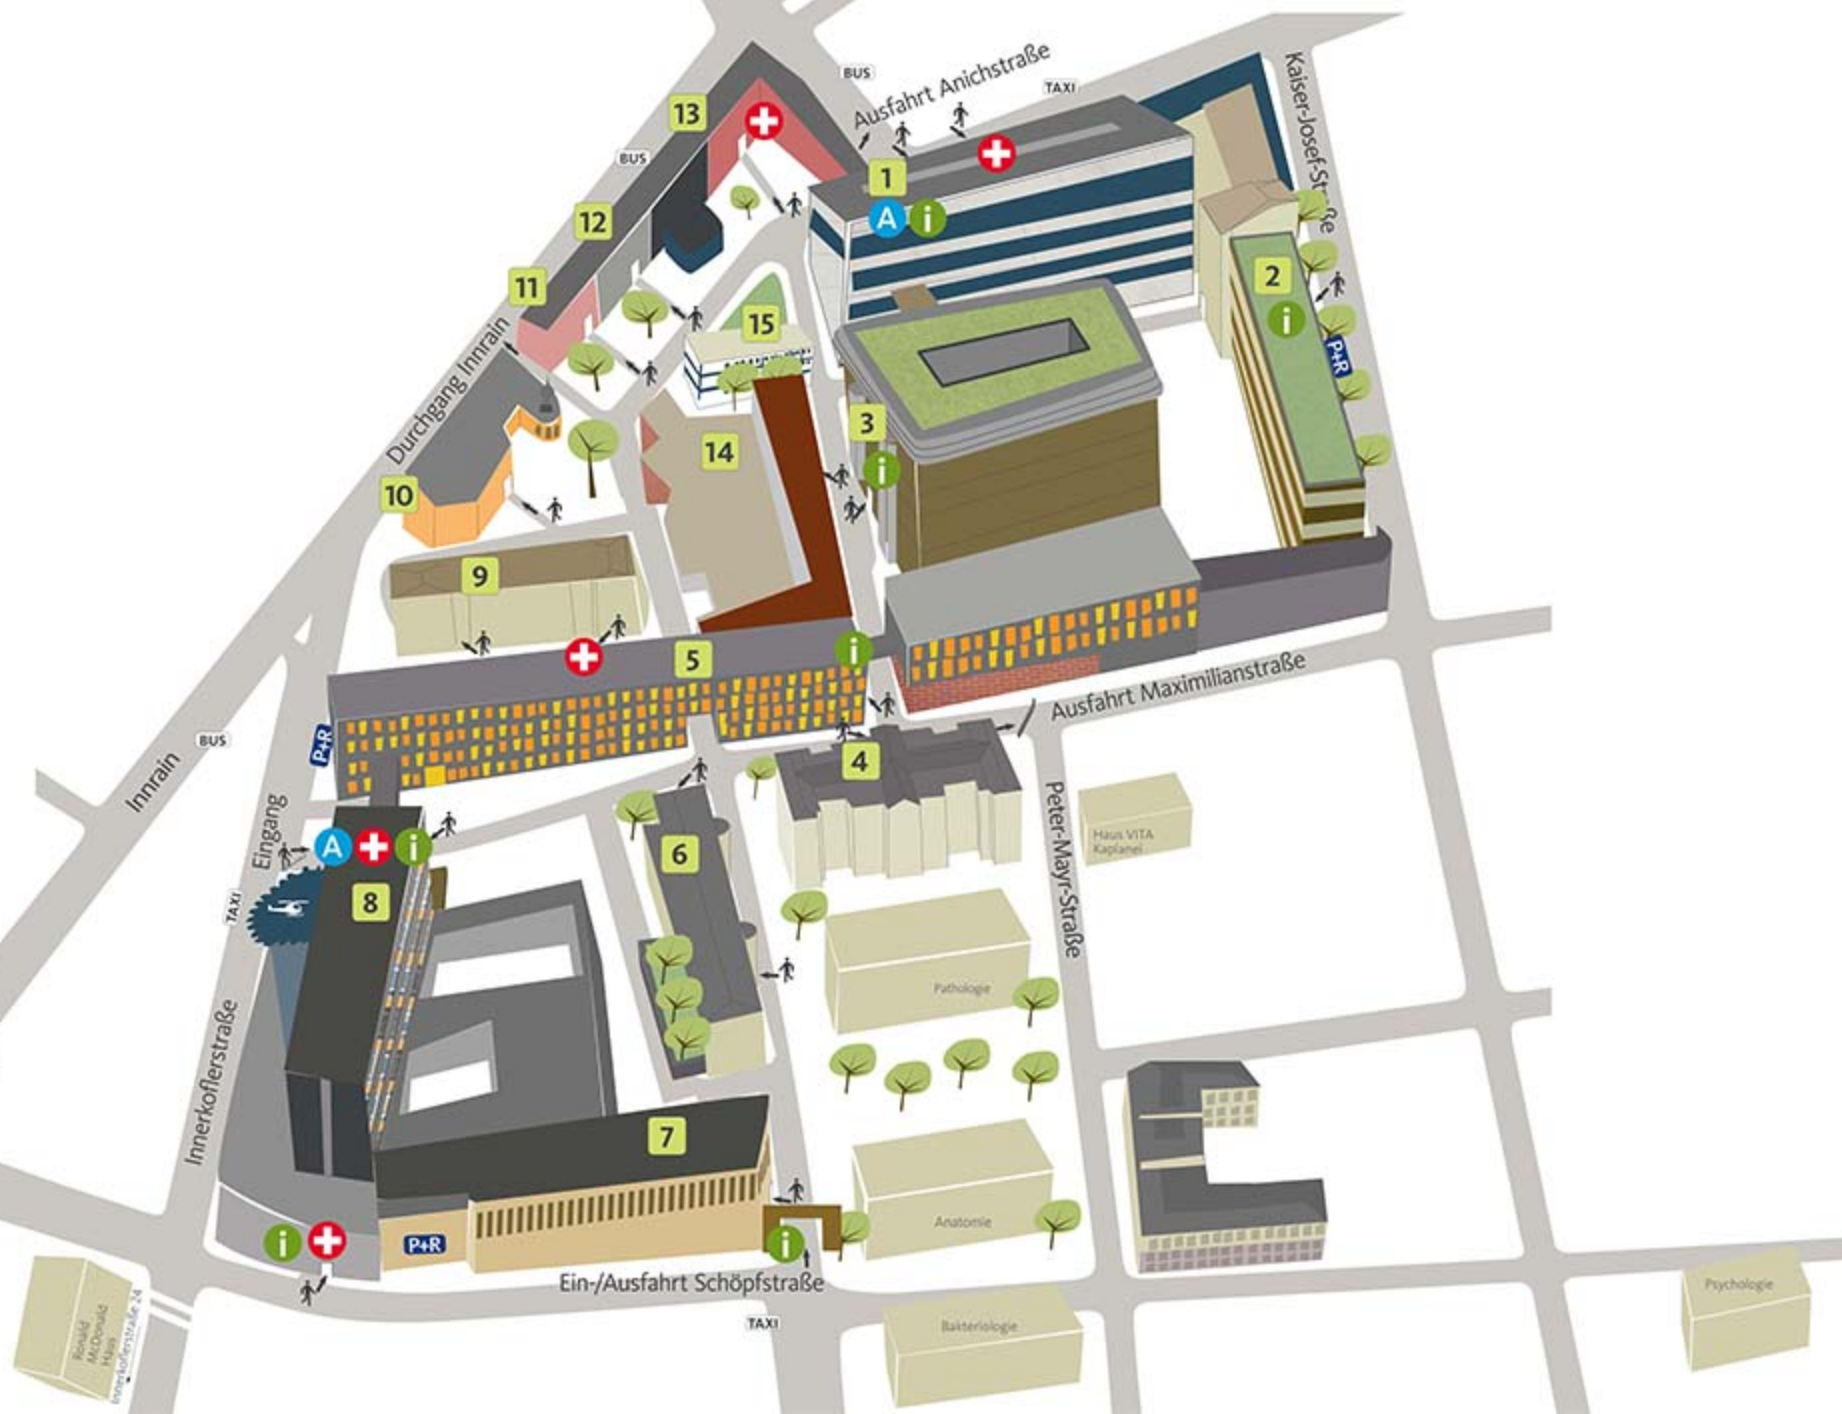 BUS
Ausfahrt Anichstraße
TAXI
Kaiser-Josef-Straße
13
BUS
1
A i
12
2
i
11
15
P+R
Durchgang Innrain
3
14
i
10
9
5
i
Ausfahrt Maximilianstraße
P+R
BUS
4
Innrain
Eingang
Peter-Mayr-Straße
Haus VITA
Kaplanei
A i
6
TAXI
8
Pathologie
Innerkoflerstraße
7
Anatomie
i
P+R
i
Ein-/Ausfahrt Schöpfstraße
Psychologie
TAXI
Bakteriologie
Ronald
McDonald
Haus
Innerkoflerstraße 24